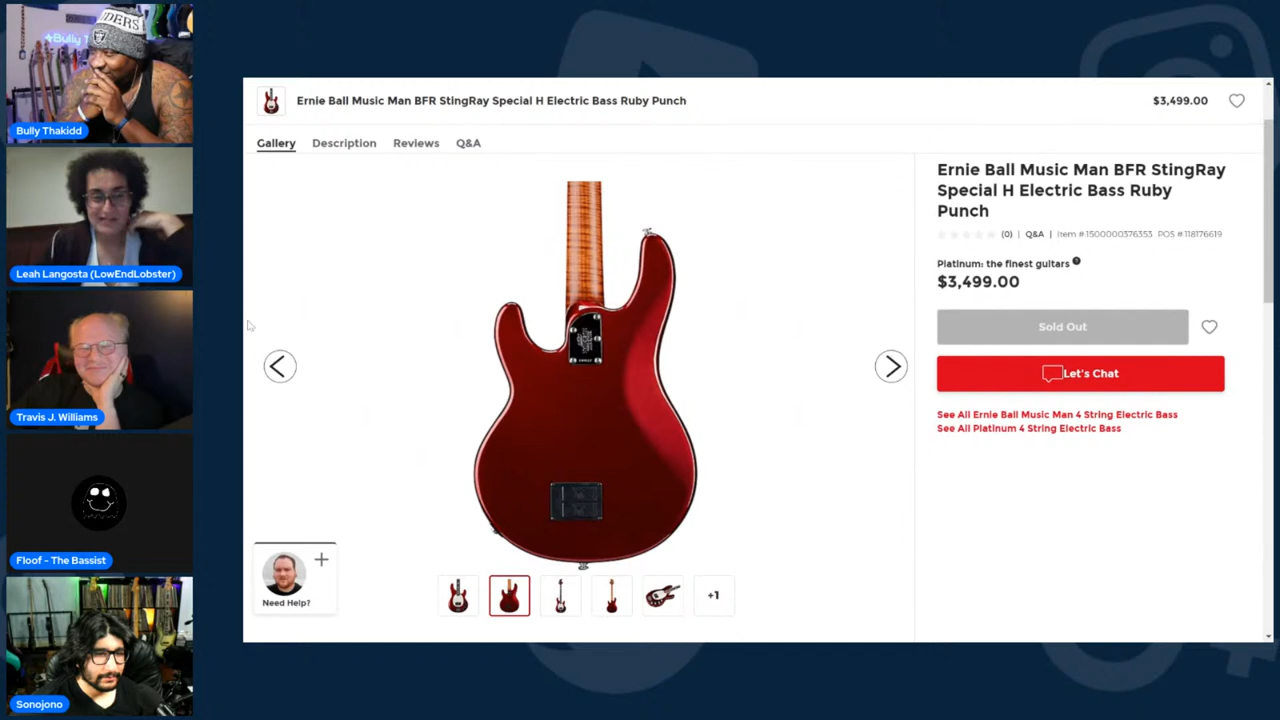 Bully T
Bully Thakidd
Leah Langosta (LowEndLobster)
Travis J. Williams
Floof - The Bassist
Sonojono
Ernie Ball Music Man BFR StingRay Special H Electric Bass Ruby Punch
$3,499.00
Gallery
Description
Reviews
Q&A
Ernie Ball Music Man BFR StingRay
Special H Electric Bass Ruby
Punch
(0) Q&A Item #:1500000376353 POS #:118176619
Platinum: the finest guitars ?
$3,499.00
Sold Out
Let's Chat
See All Ernie Ball Music Man 4 String Electric Bass
See All Platinum 4 String Electric Bass
Need Help?
+1